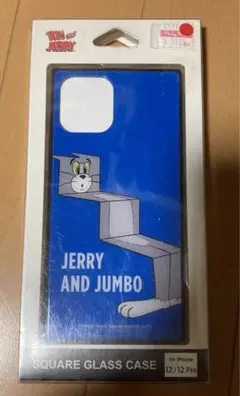 TOM and JERRY
JERRY
AND JUMBO
SQUARE GLASS CASE
for iPhone
12/12 Pro